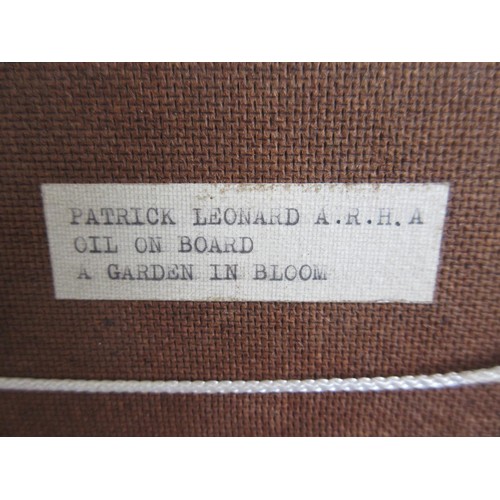 PATRICK LEONARD A.R.H.A
OIL ON BOARD
A GARDEN IN BLOOM